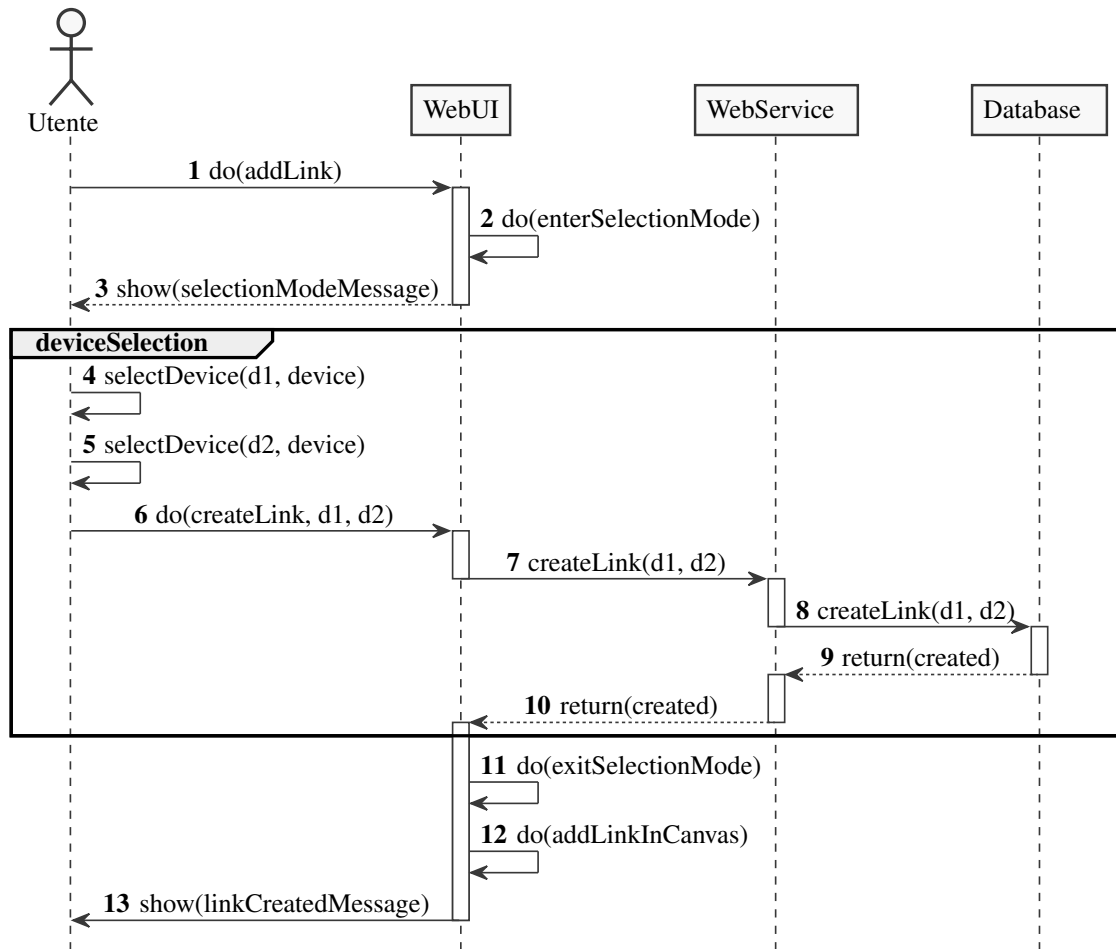 Utente
WebUI
WebService
Database
1 do(addLink)
2 do(enterSelectionMode)
3 show(selectionModeMessage)
deviceSelection
4 selectDevice(d1, device)
5 selectDevice(d2, device)
6 do(createLink, d1, d2)
7 createLink(d1, d2)
8 createLink(d1, d2)
9 return(created)
10 return(created)
11 do(exitSelectionMode)
12 do(addLinkInCanvas)
13 show(linkCreatedMessage)